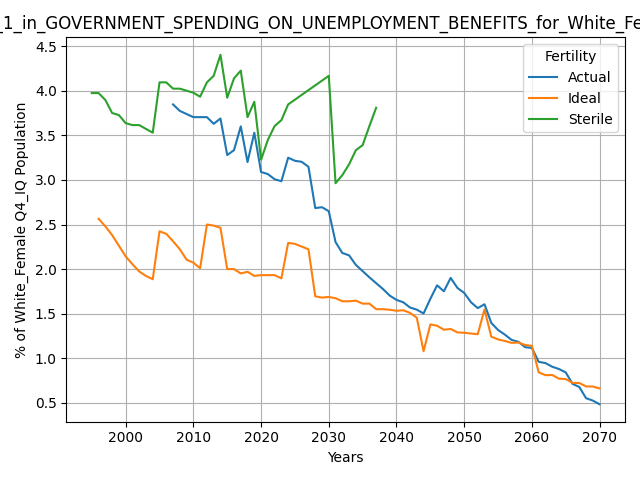 _1_in_GOVERNMENT_SPENDING_ON_UNEMPLOYMENT_BENEFITS_for_White_Fe
Fertility
Actual
Ideal
Sterile
% of White_Female Q4_IQ Population
4.5
4.0
3.5
3.0
2.5
2.0
1.5
1.0
0.5
2000 2010 2020 2030 2040 2050 2060 2070
Years